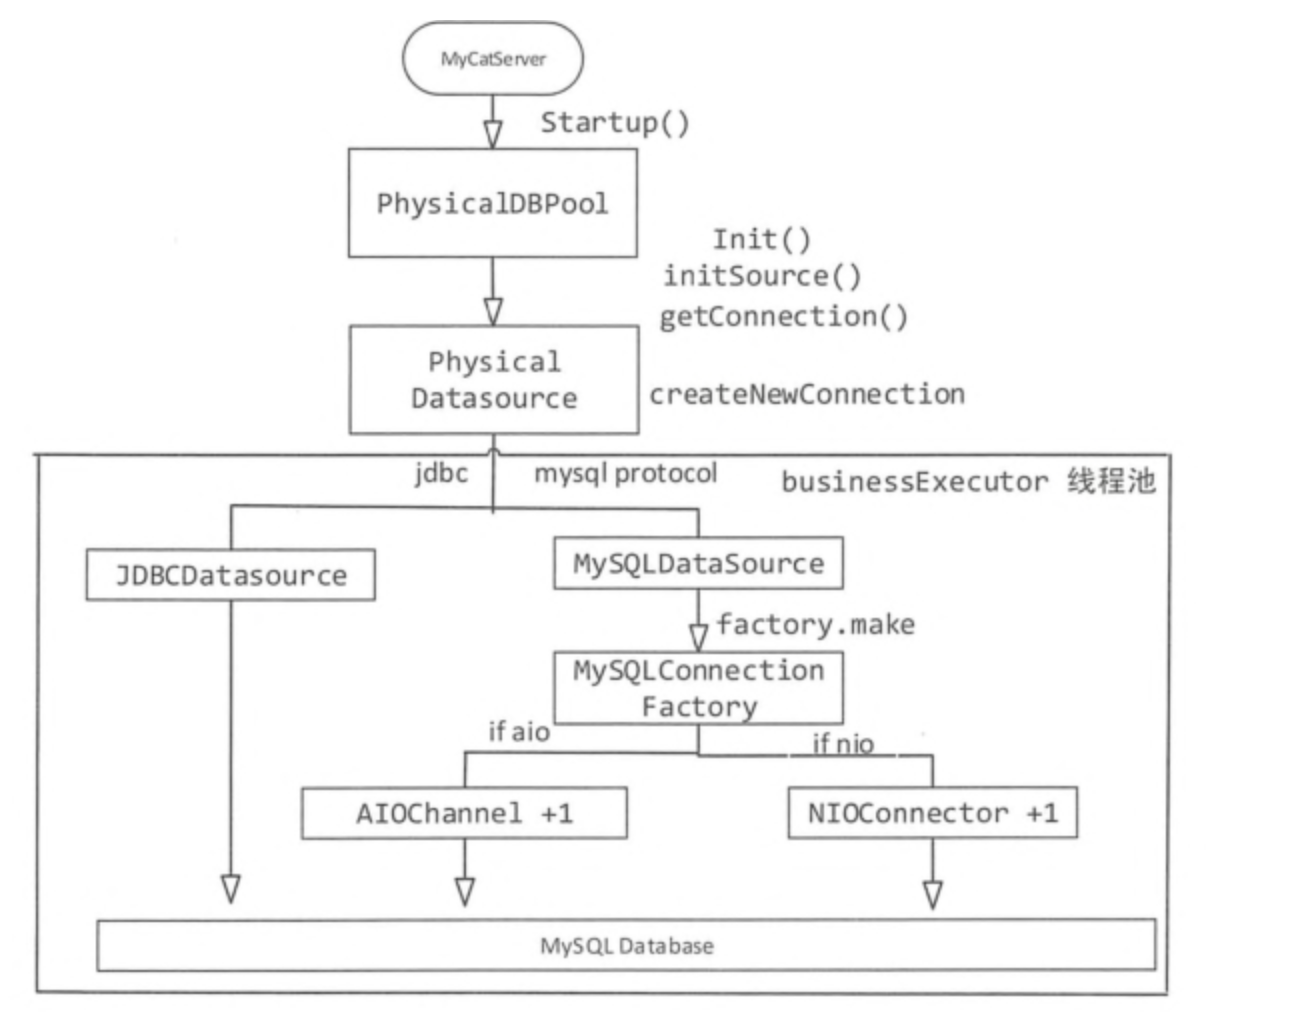 MyCatServer
Startup()
PhysicalDBPool
Init()
initSource()
getConnection()
Physical
Datasource
createNewConnection
jdbc
mysql protocol
businessExecutor 线程池
JDBCDatasource
MySQLDataSource
factory.make
MySQLConnection
Factory
if aio
if nio
AIOChannel +1
NIOConnector +1
MySQL Database